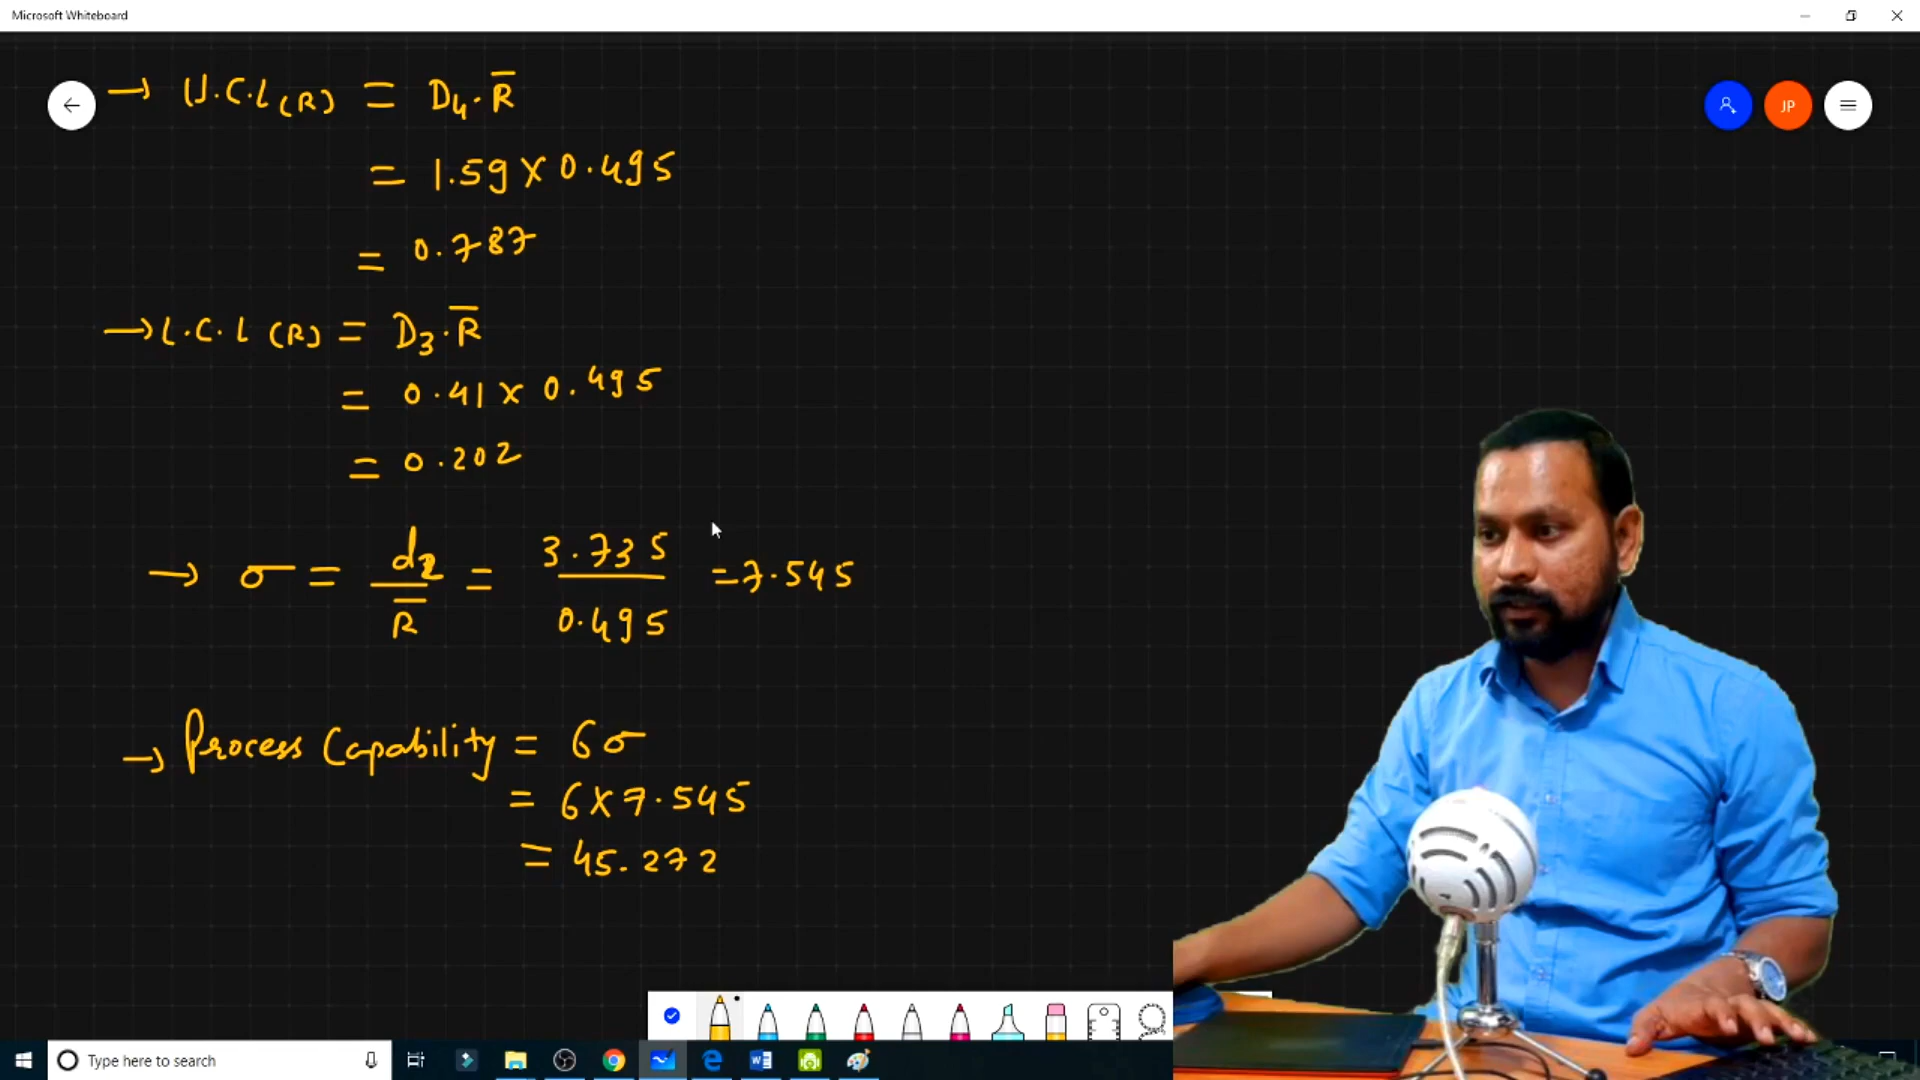 Microsoft Whiteboard
→ U.C.L(R) = D₄.R̅
JP
= 1.59 X 0.495
= 0.787
→ L.C.L (R) = D₃.R̅
= 0.41 X 0.495
= 0.202
→ σ = d₂/R̅ = 3.735/0.495 = 7.545
→ Process Capability = 6σ
= 6X7.545
= 45.272
Type here to search